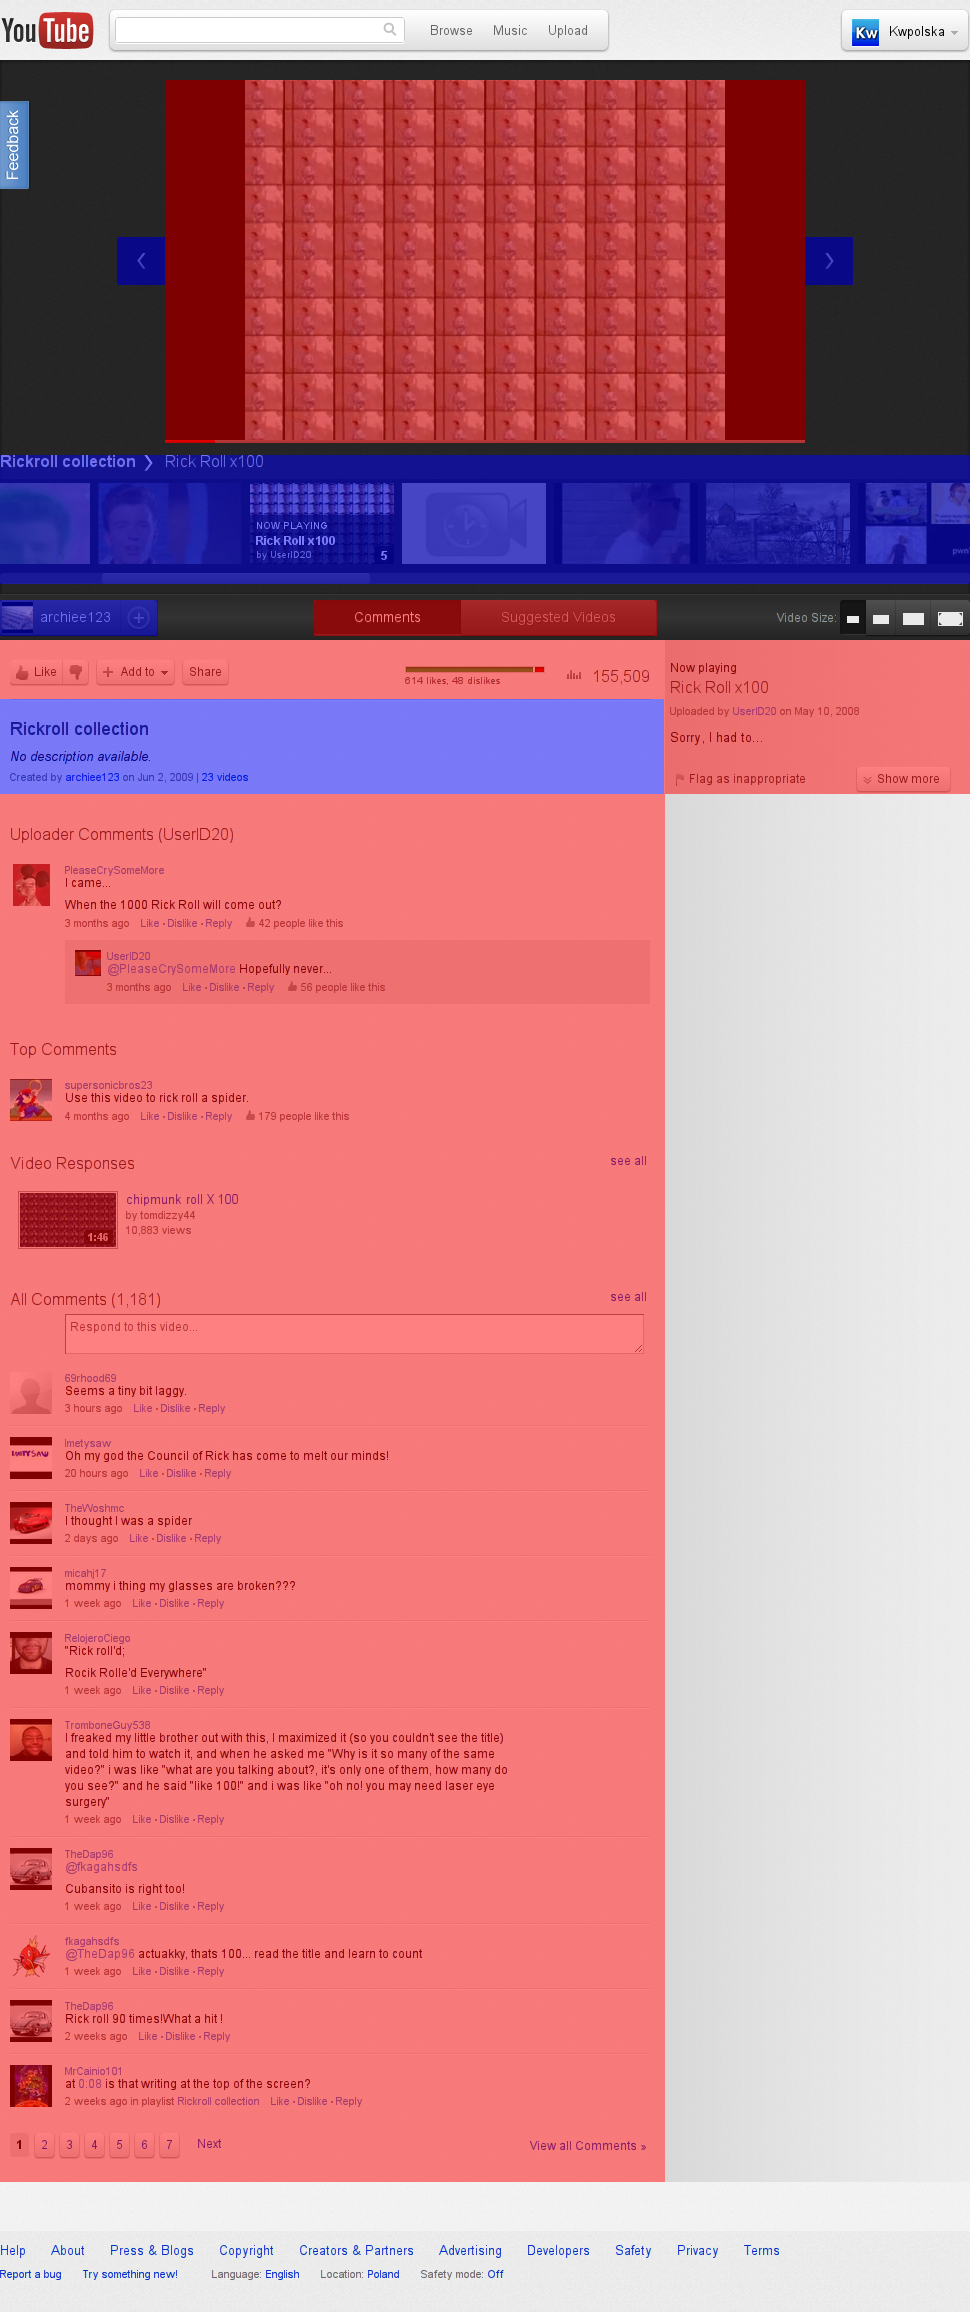 YouTube
Browse Music Upload
Kw Kwpolska
Feedback
Rickroll collection ❯ Rick Roll x100
NOW PLAYING
Rick Roll x100
by UserID20 5
pwn
archiee123
Comments Suggested Videos Video Size:
Like Add to Share
614 likes, 48 dislikes
155,509
Now playing
Rick Roll x100
Uploaded by UserID20 on May 10, 2008
Sorry, I had to...
Flag as inappropriate Show more
Rickroll collection
No description available.
Created by archiee123 on Jun 2, 2009 | 23 videos
Uploader Comments (UserID20)
PleaseCrySomeMore
I came...
When the 1000 Rick Roll will come out?
3 months ago Like · Dislike · Reply 42 people like this
UserID20
@PleaseCrySomeMore Hopefully never...
3 months ago Like · Dislike · Reply 56 people like this
Top Comments
supersonicbros23
Use this video to rick roll a spider.
4 months ago Like · Dislike · Reply 179 people like this
Video Responses see all
chipmunk roll X 100
by tomdizzy44
10,883 views
1:46
All Comments (1,181) see all
Respond to this video...
69rhood69
Seems a tiny bit laggy.
3 hours ago Like · Dislike · Reply
lmetysaw
Oh my god the Council of Rick has come to melt our minds!
20 hours ago Like · Dislike · Reply
TheWoshmc
I thought I was a spider
2 days ago Like · Dislike · Reply
micahj17
mommy i thing my glasses are broken???
1 week ago Like · Dislike · Reply
RelojeroCiego
"Rick roll'd;
Rocik Rolle'd Everywhere"
1 week ago Like · Dislike · Reply
TromboneGuy538
I freaked my little brother out with this, I maximized it (so you couldn't see the title)
and told him to watch it, and when he asked me "Why is it so many of the same
video?" i was like "what are you talking about?, it's only one of them, how many do
you see?" and he said "like 100!" and i was like "oh no! you may need laser eye
surgery"
1 week ago Like · Dislike · Reply
TheDap96
@fkagahsdfs
Cubansito is right too!
1 week ago Like · Dislike · Reply
fkagahsdfs
@TheDap96 actuakky, thats 100... read the title and learn to count
1 week ago Like · Dislike · Reply
TheDap96
Rick roll 90 times!What a hit !
2 weeks ago Like · Dislike · Reply
MrCainio101
at 0:08 is that writing at the top of the screen?
2 weeks ago in playlist Rickroll collection Like · Dislike · Reply
1 2 3 4 5 6 7 Next View all Comments »
Help About Press & Blogs Copyright Creators & Partners Advertising Developers Safety Privacy Terms
Report a bug Try something new! Language: English Location: Poland Safety mode: Off